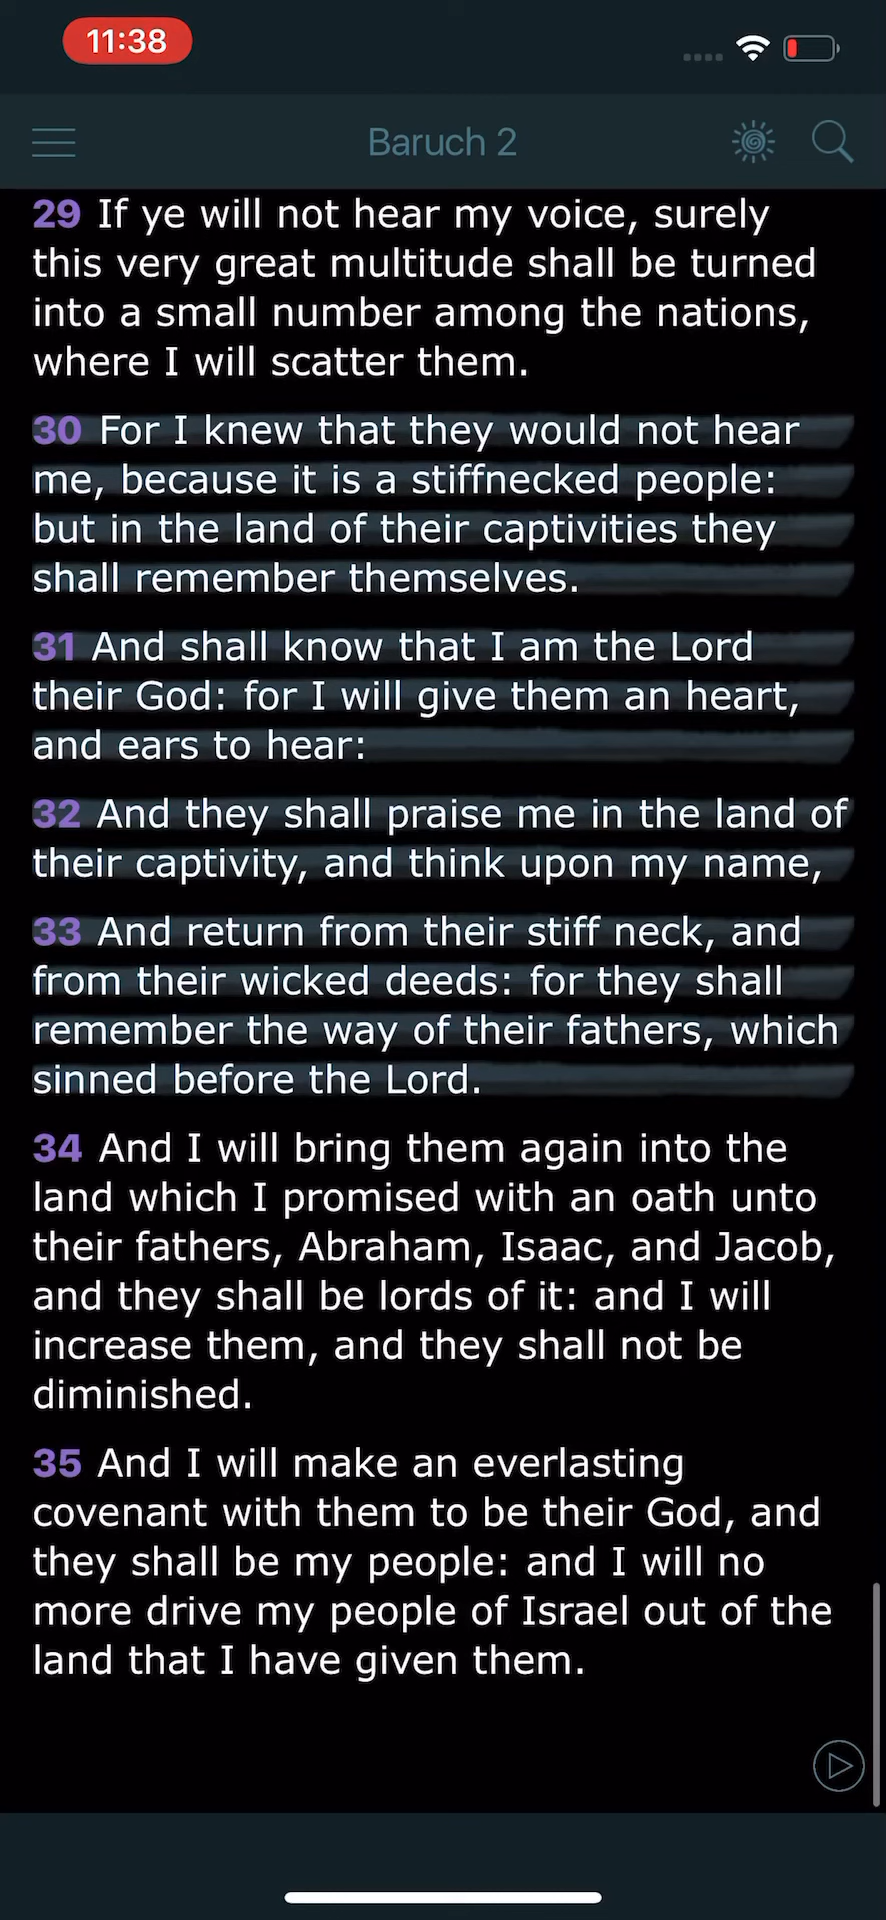 11:38
Baruch 2
29 If ye will not hear my voice, surely
this very great multitude shall be turned
into a small number among the nations,
where I will scatter them.
30 For I knew that they would not hear
me, because it is a stiffnecked people:
but in the land of their captivities they
shall remember themselves.
31 And shall know that I am the Lord
their God: for I will give them an heart,
and ears to hear:
32 And they shall praise me in the land of
their captivity, and think upon my name,
33 And return from their stiff neck, and
from their wicked deeds: for they shall
remember the way of their fathers, which
sinned before the Lord.
34 And I will bring them again into the
land which I promised with an oath unto
their fathers, Abraham, Isaac, and Jacob,
and they shall be lords of it: and I will
increase them, and they shall not be
diminished.
35 And I will make an everlasting
covenant with them to be their God, and
they shall be my people: and I will no
more drive my people of Israel out of the
land that I have given them.